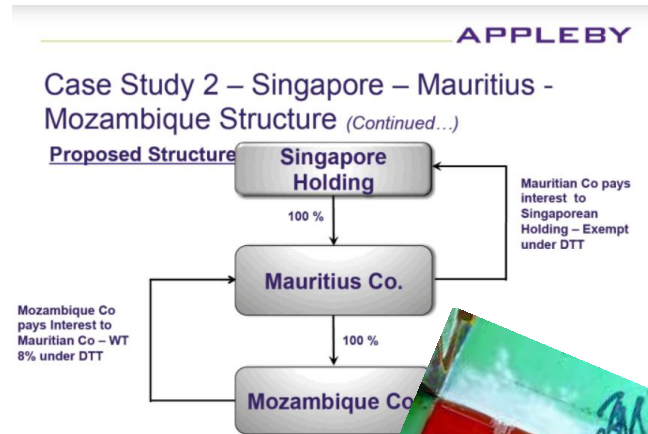 APPLEBY
Case Study 2 – Singapore – Mauritius -
Mozambique Structure (Continued…)
Proposed Structure
Singapore
Holding
100 %
Mauritian Co pays
interest to
Singaporean
Holding – Exempt
under DTT
Mauritius Co.
Mozambique Co
pays Interest to
Mauritian Co – WT
8% under DTT
100 %
Mozambique Co